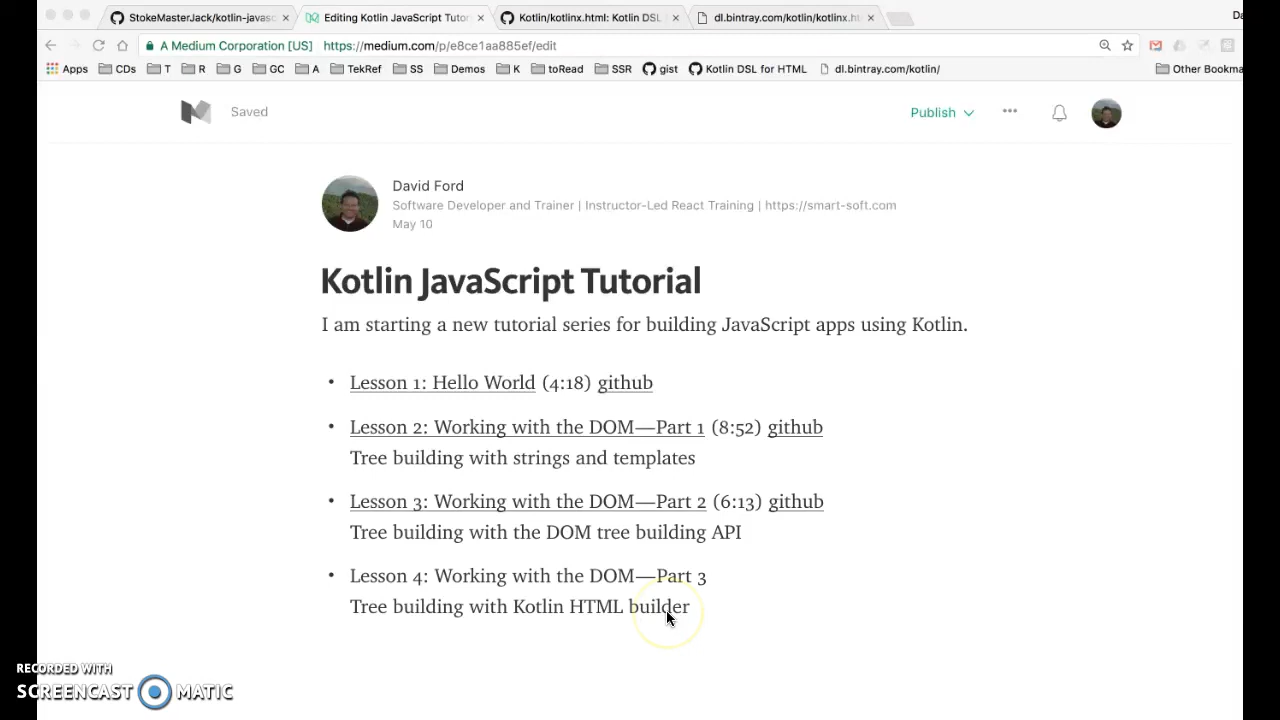 StokeMasterJack/kotlin-javasc
Editing Kotlin JavaScript Tutor
Kotlin/kotlinx.html: Kotlin DSL
dl.bintray.com/kotlin/kotlinx.ht
Da
A Medium Corporation [US] https://medium.com/p/e8ce1aa885ef/edit
Apps CDs T R G GC A TekRef SS Demos K toRead SSR gist Kotlin DSL for HTML dl.bintray.com/kotlin/ Other Bookma
Saved
Publish
David Ford
Software Developer and Trainer | Instructor-Led React Training | https://smart-soft.com
May 10
Kotlin JavaScript Tutorial
I am starting a new tutorial series for building JavaScript apps using Kotlin.
• Lesson 1: Hello World (4:18) github
• Lesson 2: Working with the DOM—Part 1 (8:52) github
Tree building with strings and templates
• Lesson 3: Working with the DOM—Part 2 (6:13) github
Tree building with the DOM tree building API
• Lesson 4: Working with the DOM—Part 3
Tree building with Kotlin HTML builder
RECORDED WITH
SCREENCAST MATIC